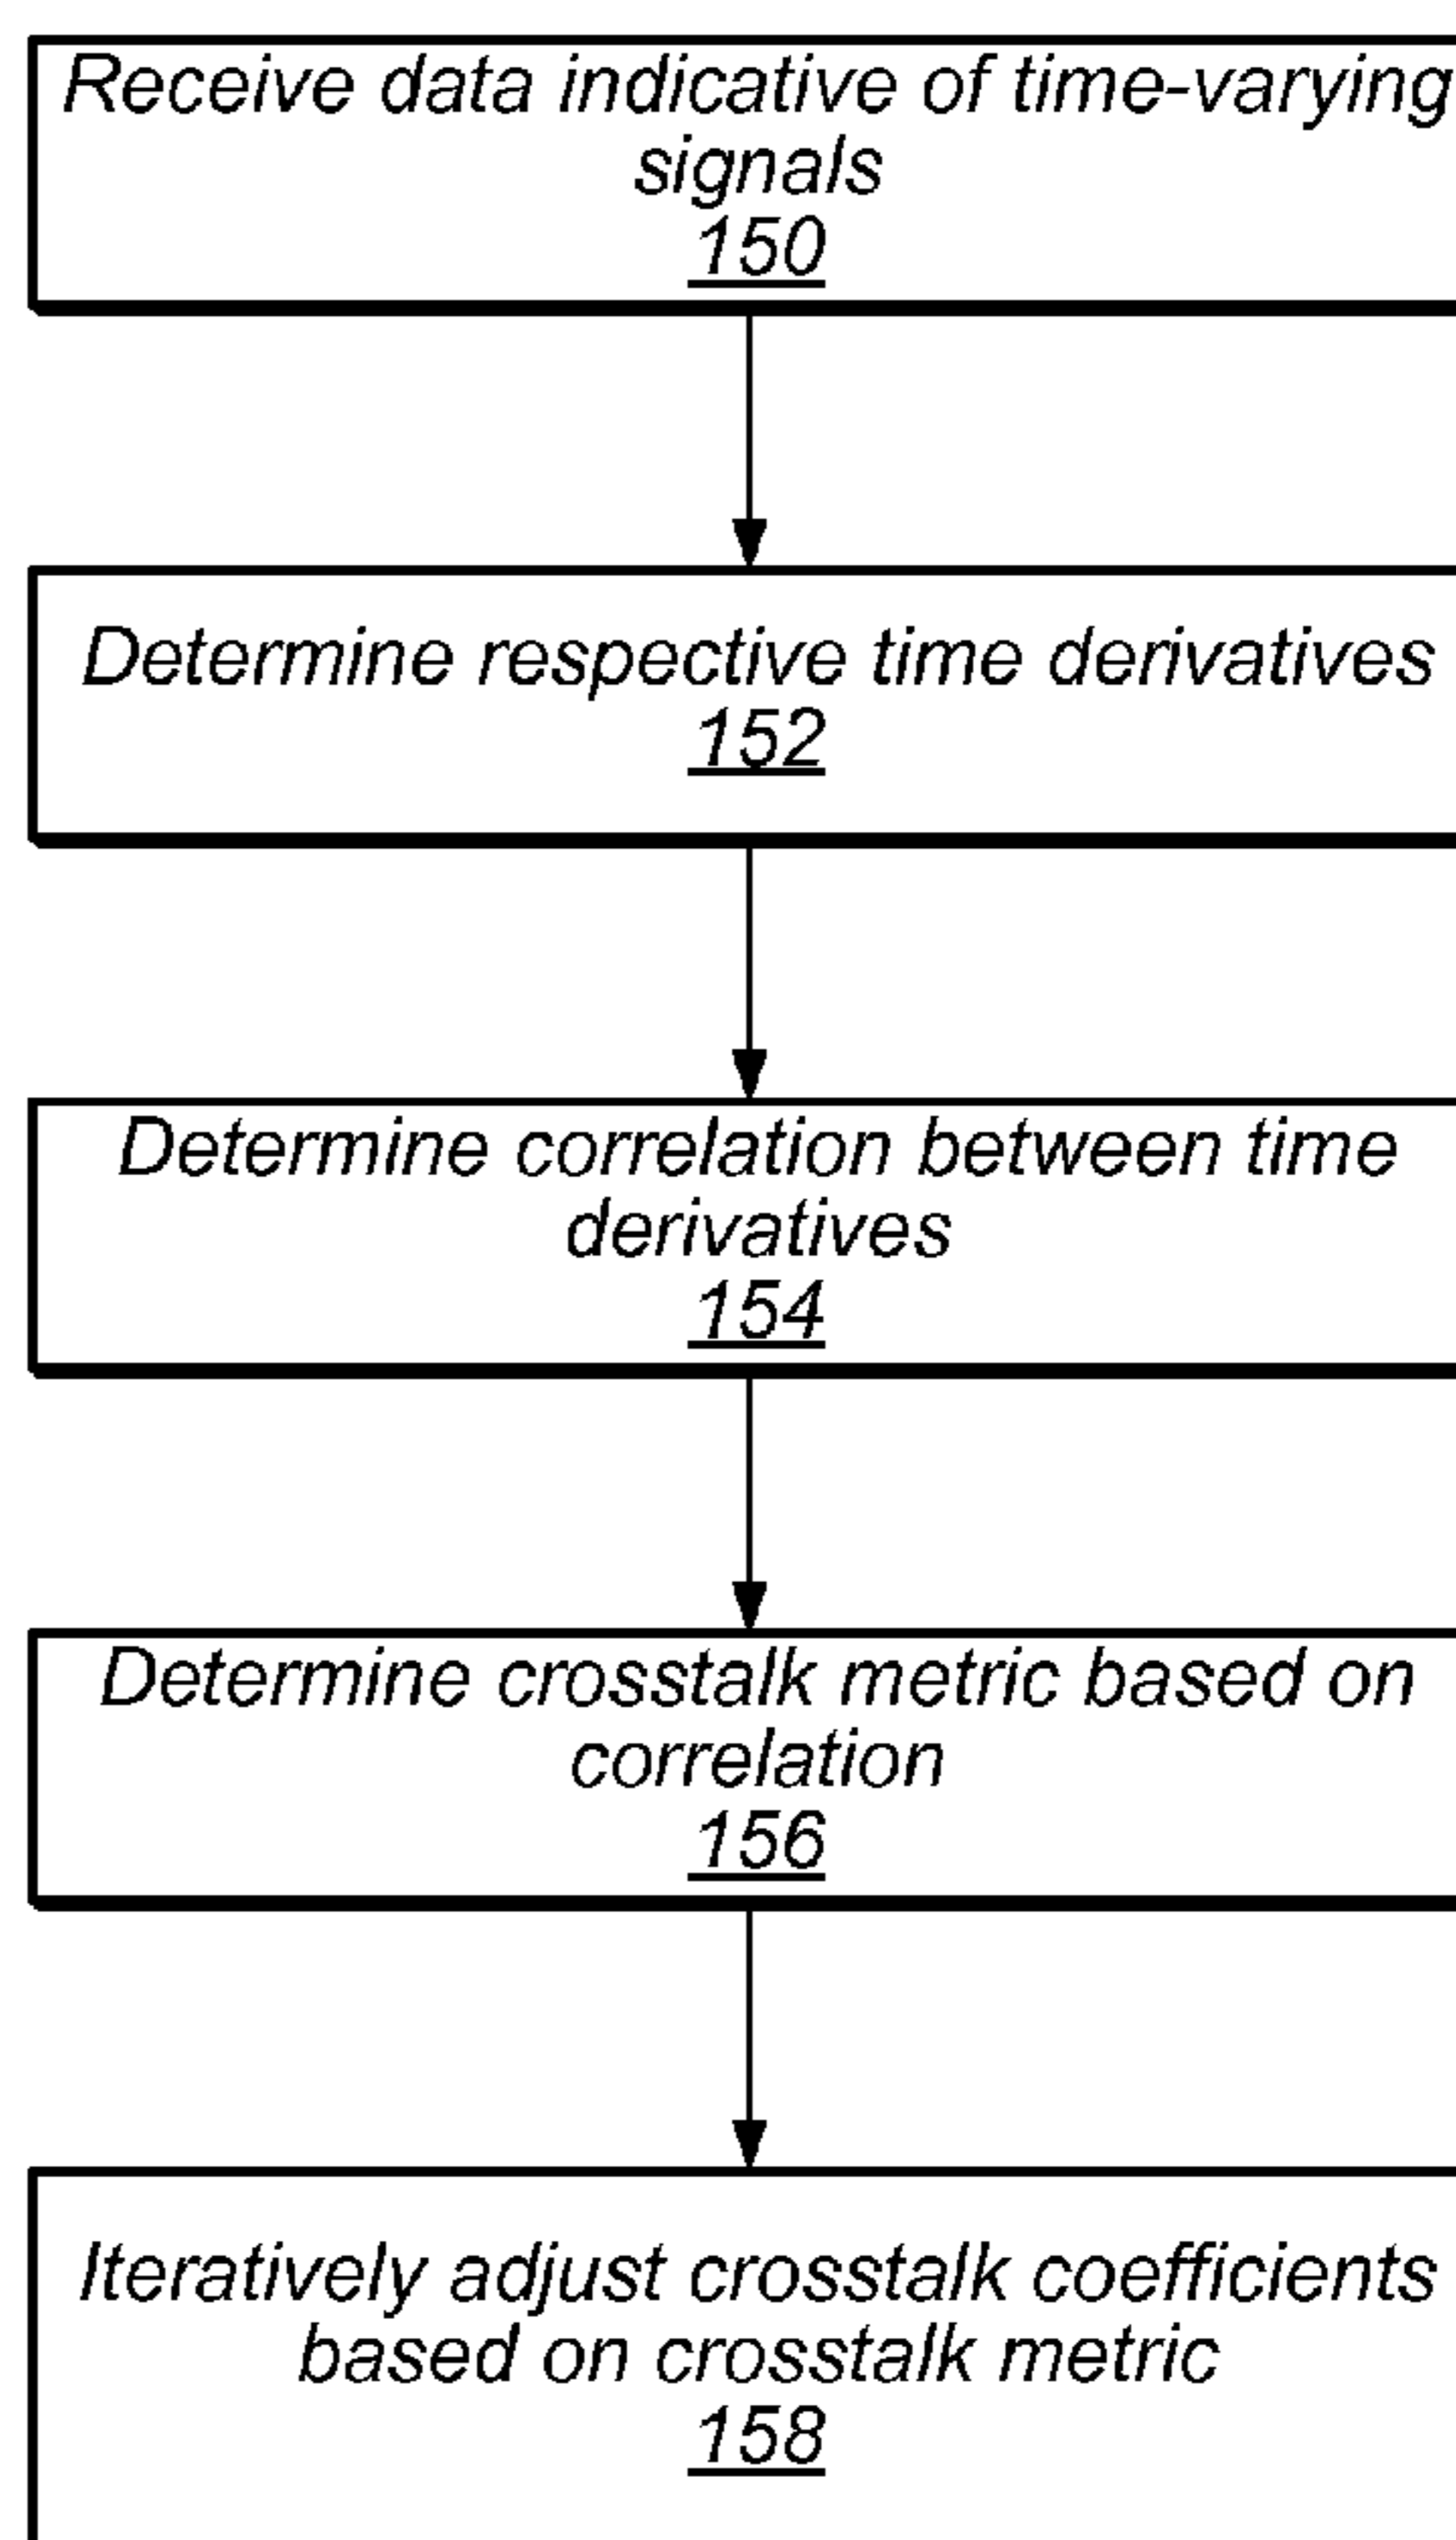 Receive data indicative of time-varying
signals
150
Determine respective time derivatives
152
Determine correlation between time
derivatives
154
Determine crosstalk metric based on
correlation
156
Iteratively adjust crosstalk coefficients
based on crosstalk metric
158